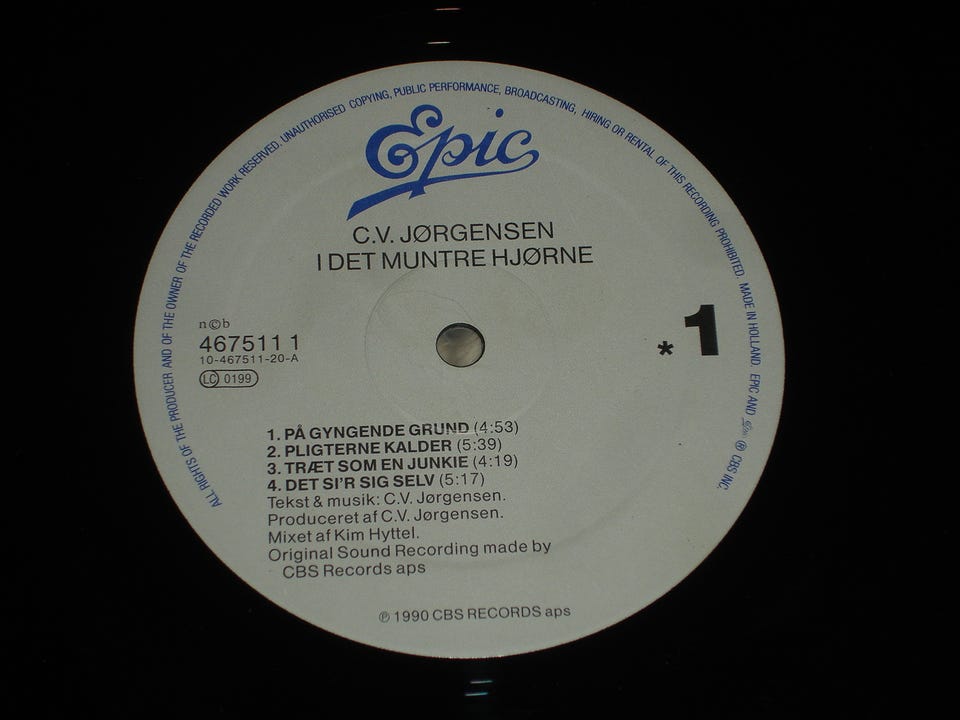 ALL RIGHTS OF THE PRODUCER AND OF THE OWNER OF THE RECORDED WORK RESERVED. UNAUTHORISED COPYING, PUBLIC PERFORMANCE, BROADCASTING, HIRING OR RENTAL OF THIS RECORDING PROHIBITED. MADE IN HOLLAND. EPIC AND Ⓡ CBS INC.
Epic
C.V. JØRGENSEN
I DET MUNTRE HJØRNE
n©b
467511 1
10-467511-20-A
LC 0199
* 1
1. PÅ GYNGENDE GRUND (4:53)
2. PLIGTERNE KALDER (5:39)
3. TRÆT SOM EN JUNKIE (4:19)
4. DET SI'R SIG SELV (5:17)
Tekst & musik: C.V. Jørgensen.
Produceret af C.V. Jørgensen.
Mixet af Kim Hyttel.
Original Sound Recording made by
CBS Records aps
℗ 1990 CBS RECORDS aps